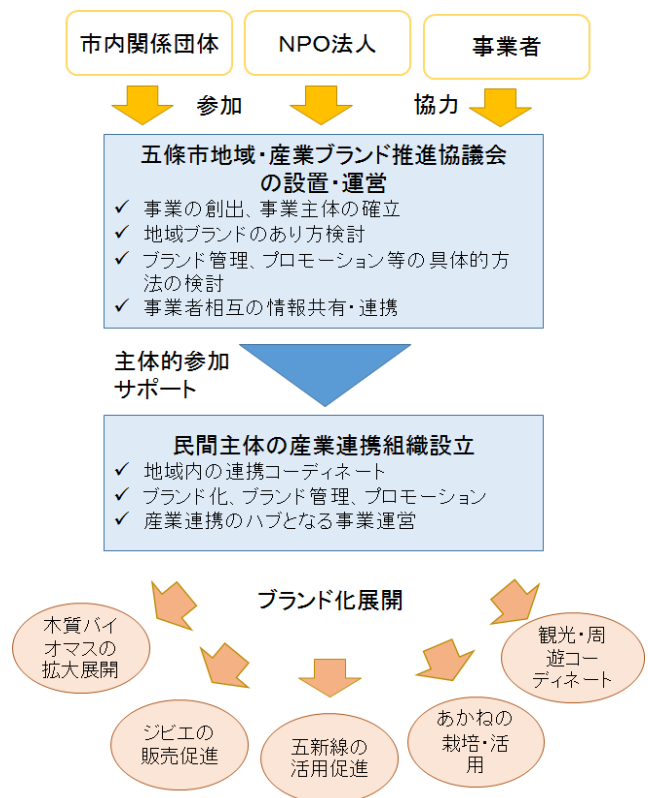 市内関係団体
NPO法人
事業者
参加
協力
五條市地域・産業ブランド推進協議会
の設置・運営
✓ 事業の創出、事業主体の確立
✓ 地域ブランドのあり方検討
✓ ブランド管理、プロモーション等の具体的方
法の検討
✓ 事業者相互の情報共有・連携
主体的参加
サポート
民間主体の産業連携組織設立
✓ 地域内の連携コーディネート
✓ ブランド化、ブランド管理、プロモーション
✓ 産業連携のハブとなる事業運営
ブランド化展開
木質バイ
オマスの
拡大展開
ジビエの
販売促進
五新線の
活用促進
あかねの
栽培・活
用
観光・周
遊コー
ディネート